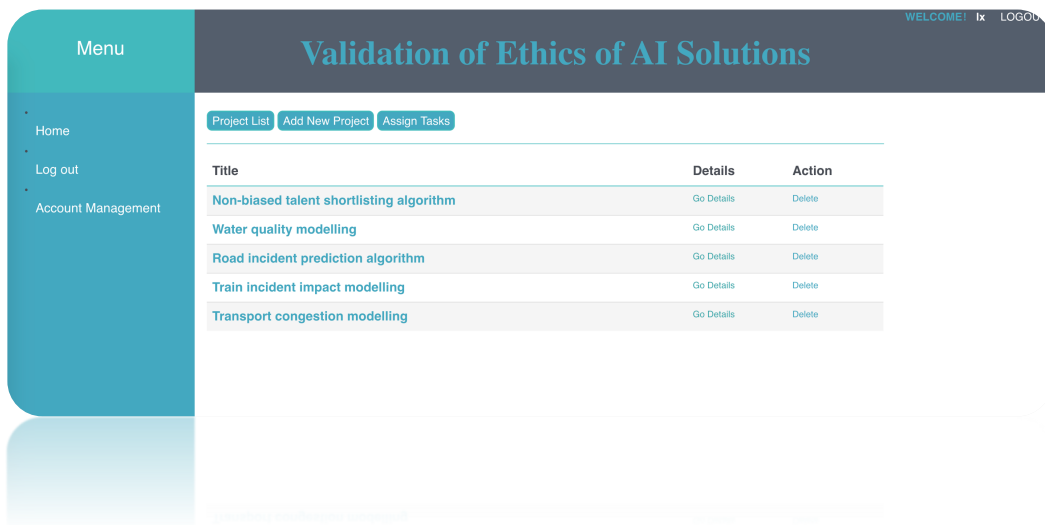 WELCOME! lx LOGOU
Menu
Validation of Ethics of AI Solutions
Home
Log out
Account Management
Project List Add New Project Assign Tasks
Title Details Action
Non-biased talent shortlisting algorithm Go Details Delete
Water quality modelling Go Details Delete
Road incident prediction algorithm Go Details Delete
Train incident impact modelling Go Details Delete
Transport congestion modelling Go Details Delete